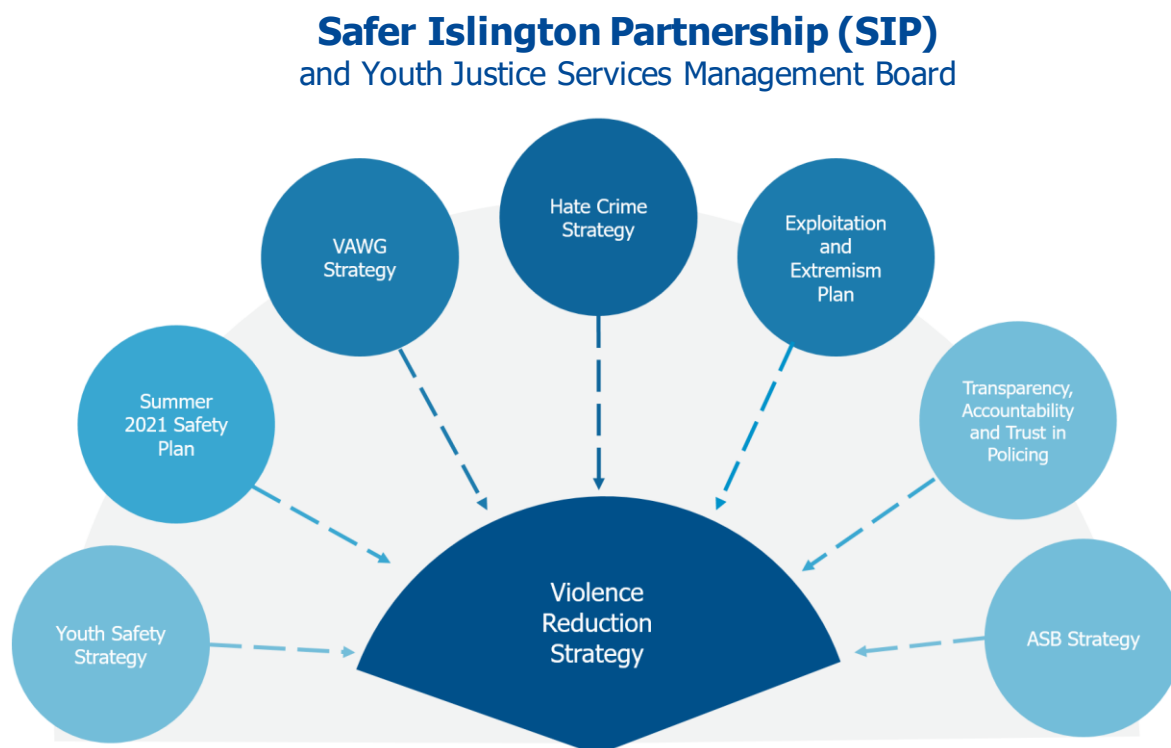 Safer Islington Partnership (SIP)
and Youth Justice Services Management Board
Hate Crime
Strategy
VAWG
Strategy
Exploitation
and
Extremism
Plan
Summer
2021 Safety
Plan
Transparency,
Accountability
and Trust in
Policing
Youth Safety
Strategy
Violence
Reduction
Strategy
ASB Strategy